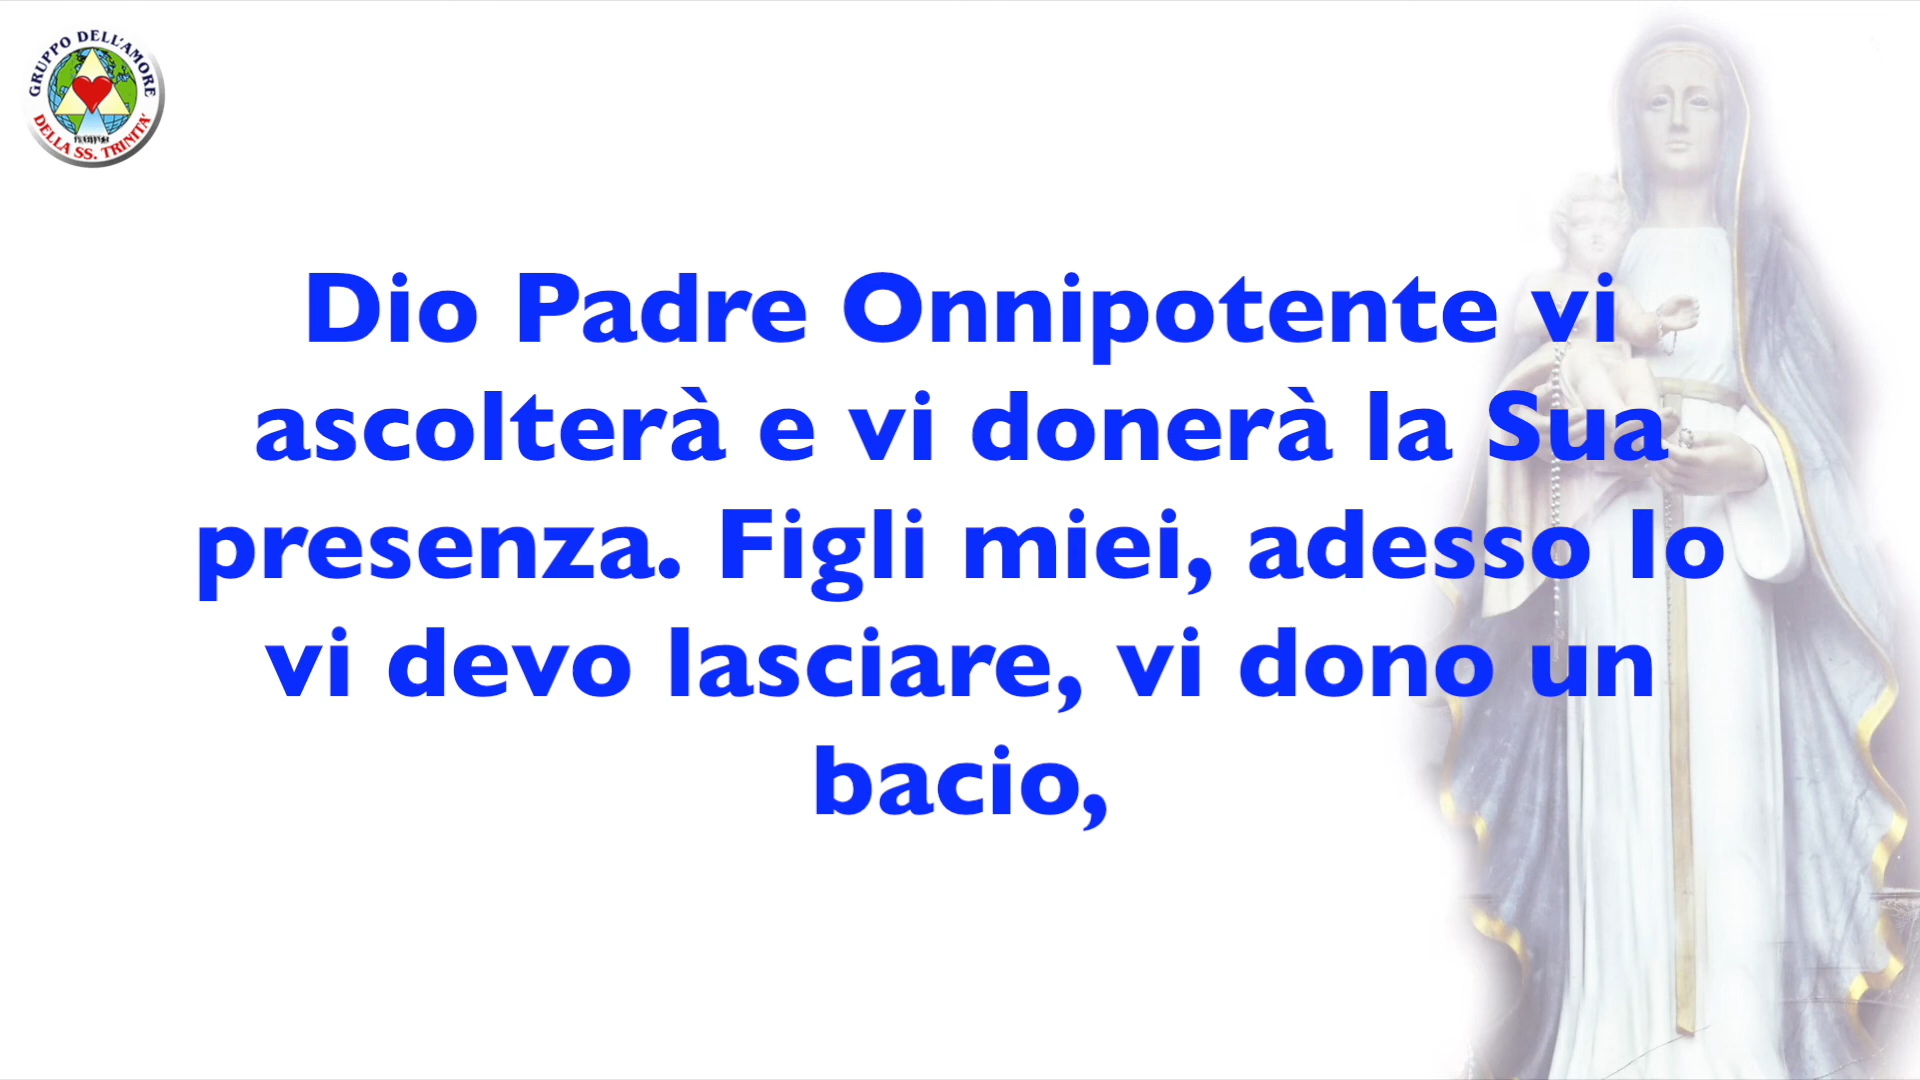 GRUPPO DELL'AMORE
DELLA SS. TRINITA'
Dio Padre Onnipotente vi
ascolterà e vi donerà la Sua
presenza. Figli miei, adesso Io
vi devo lasciare, vi dono un
bacio,